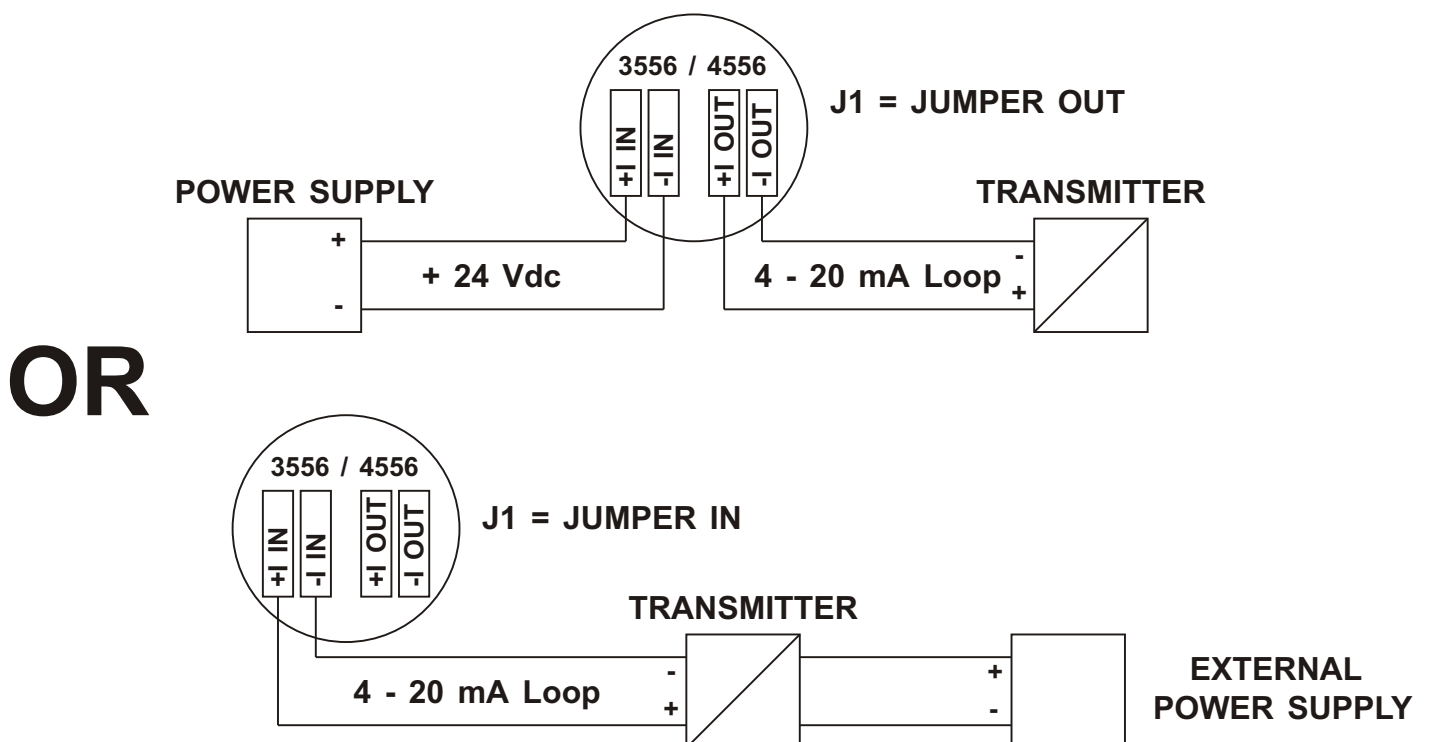 3556 / 4556
+I IN
-I IN
+I OUT
-I OUT
J1 = JUMPER OUT
POWER SUPPLY
TRANSMITTER
+
-
+ 24 Vdc
4 - 20 mA Loop
-
+
OR
3556 / 4556
+I IN
-I IN
+I OUT
-I OUT
J1 = JUMPER IN
TRANSMITTER
4 - 20 mA Loop
-
+
+
-
EXTERNAL
POWER SUPPLY